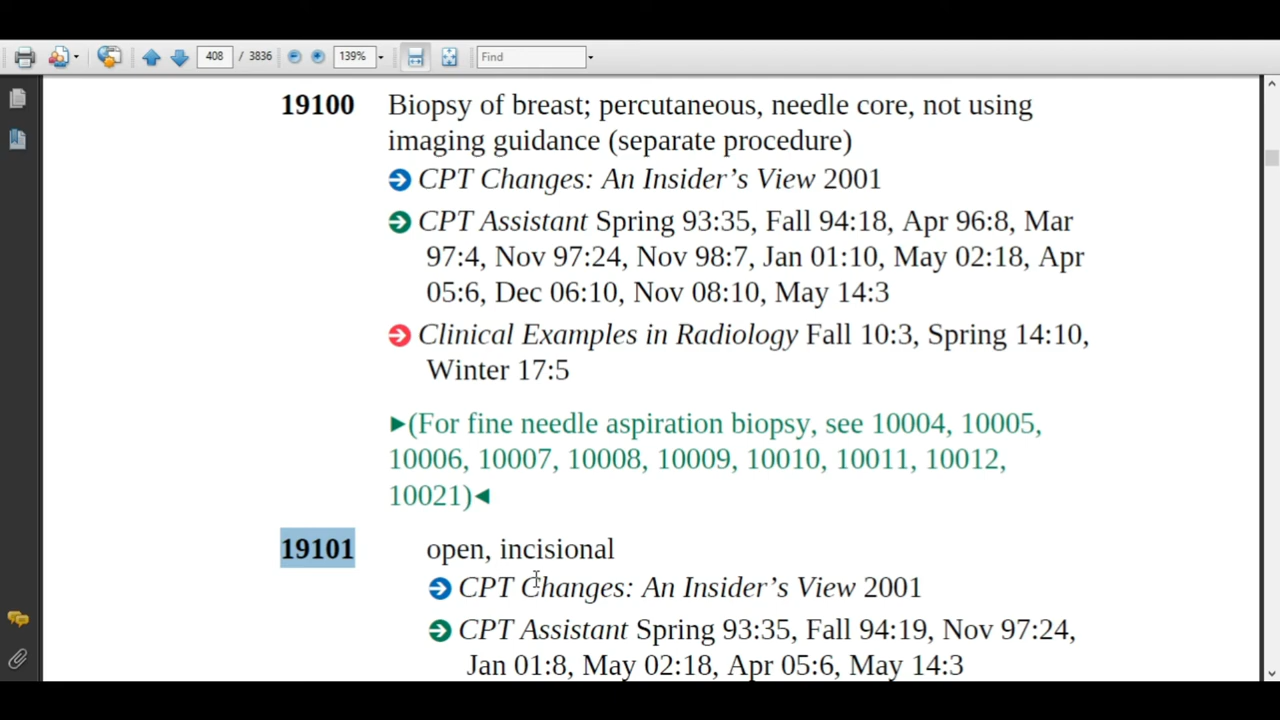 408 / 3836 139% Find
19100 Biopsy of breast; percutaneous, needle core, not using
imaging guidance (separate procedure)
CPT Changes: An Insider’s View 2001
CPT Assistant Spring 93:35, Fall 94:18, Apr 96:8, Mar
97:4, Nov 97:24, Nov 98:7, Jan 01:10, May 02:18, Apr
05:6, Dec 06:10, Nov 08:10, May 14:3
Clinical Examples in Radiology Fall 10:3, Spring 14:10,
Winter 17:5
►(For fine needle aspiration biopsy, see 10004, 10005,
10006, 10007, 10008, 10009, 10010, 10011, 10012,
10021)◄
19101 open, incisional
CPT Changes: An Insider’s View 2001
CPT Assistant Spring 93:35, Fall 94:19, Nov 97:24,
Jan 01:8, May 02:18, Apr 05:6, May 14:3